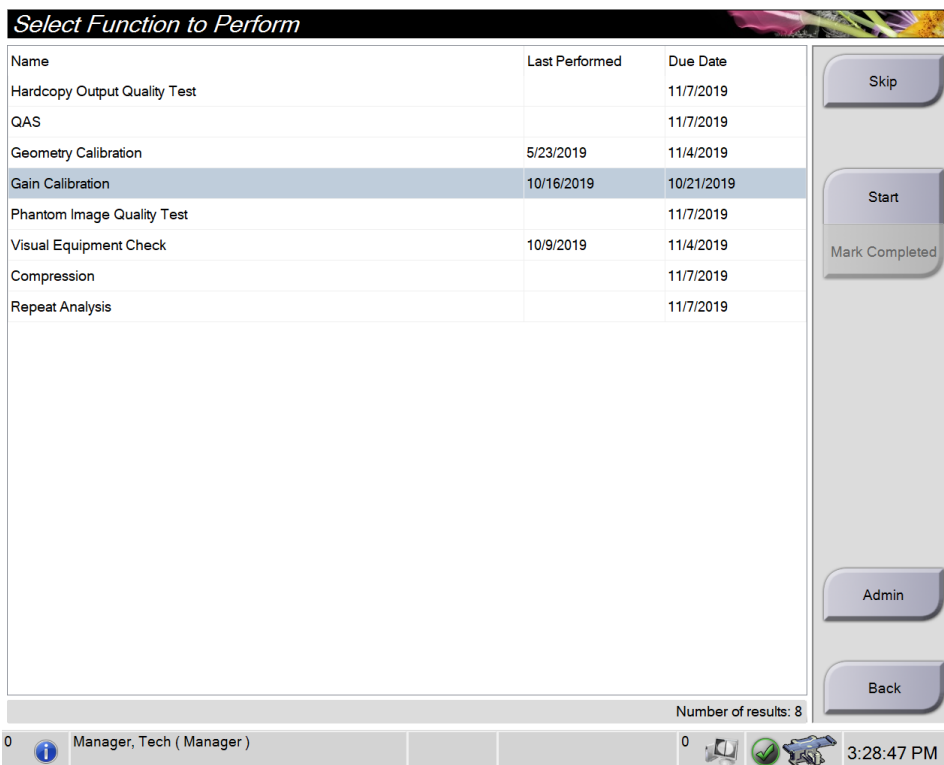 Select Function to Perform
Name Last Performed Due Date
Hardcopy Output Quality Test 11/7/2019
QAS 11/7/2019
Geometry Calibration 5/23/2019 11/4/2019
Gain Calibration 10/16/2019 10/21/2019
Phantom Image Quality Test 11/7/2019
Visual Equipment Check 10/9/2019 11/4/2019
Compression 11/7/2019
Repeat Analysis 11/7/2019
Number of results: 8
Skip
Start
Mark Completed
Admin
Back
0 Manager, Tech ( Manager ) 0 3:28:47 PM